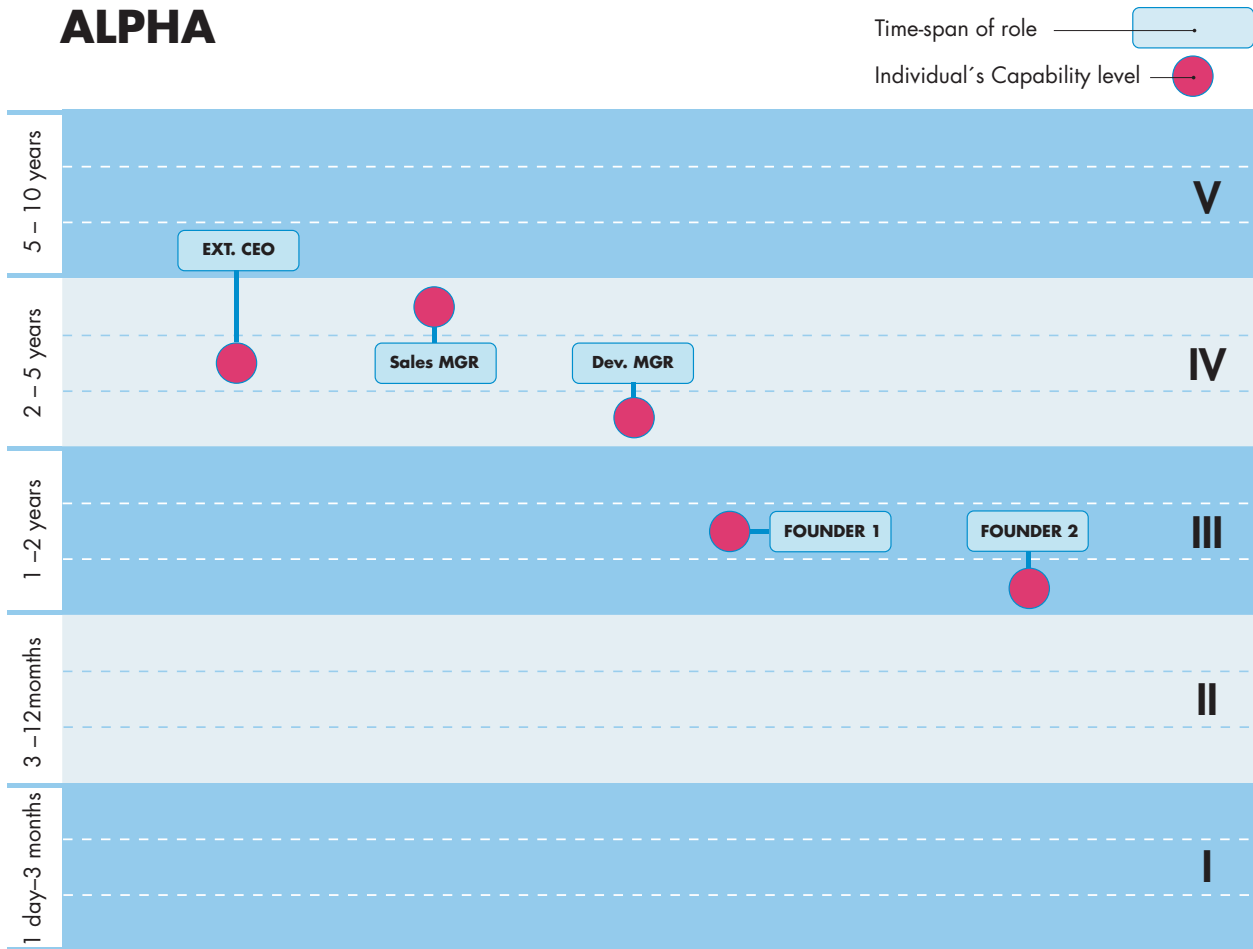 ALPHA
Time-span of role
Individual´s Capability level
5 – 10 years
V
EXT. CEO
2 – 5 years
IV
Sales MGR
Dev. MGR
1 –2 years
III
FOUNDER 1
FOUNDER 2
3 –12momths
II
1 day–3 months
I